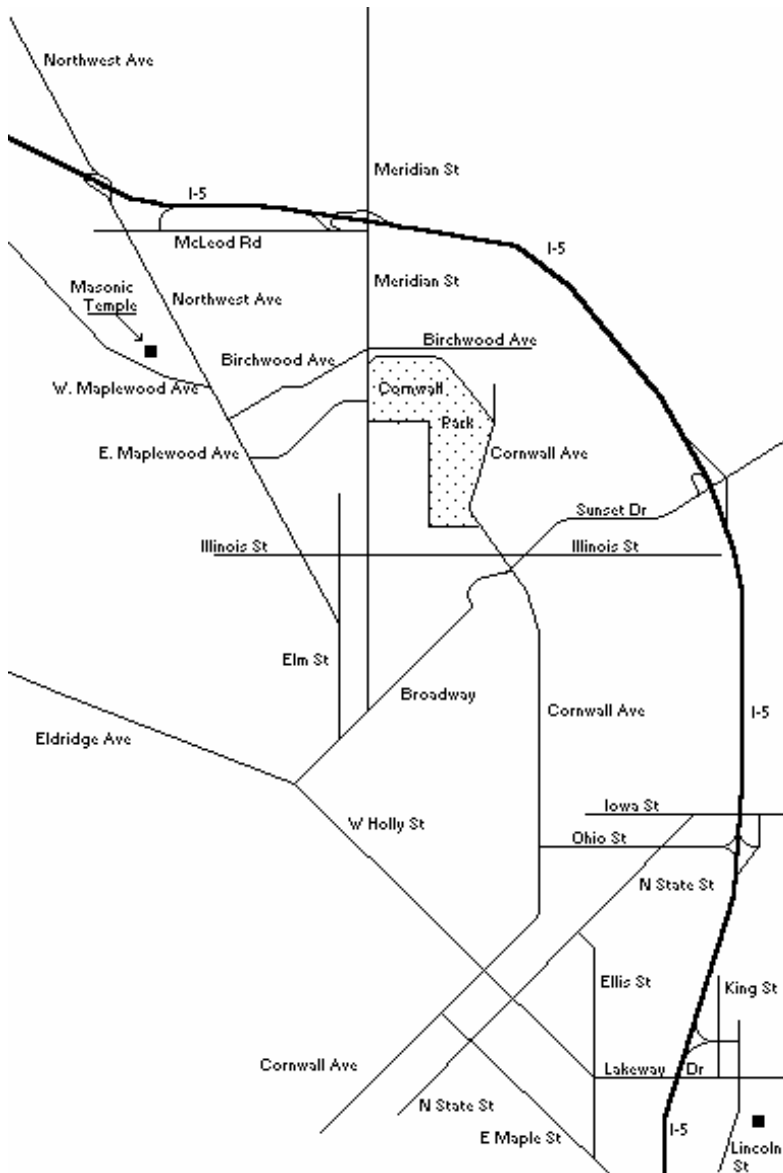 Northwest Ave
Meridian St
I-5
McLeod Rd
I-5
Masonic
Temple
Northwest Ave
Meridian St
Birchwood Ave
Birchwood Ave
W. Maplewood Ave
Cornwall
Park
E. Maplewood Ave
Cornwall Ave
Sunset Dr
Illinois St
Illinois St
Elm St
Broadway
Cornwall Ave
I-5
Eldridge Ave
Iowa St
W Holly St
Ohio St
N State St
Ellis St
King St
Cornwall Ave
Lakeway Dr
N State St
E Maple St
I-5
Lincoln
St